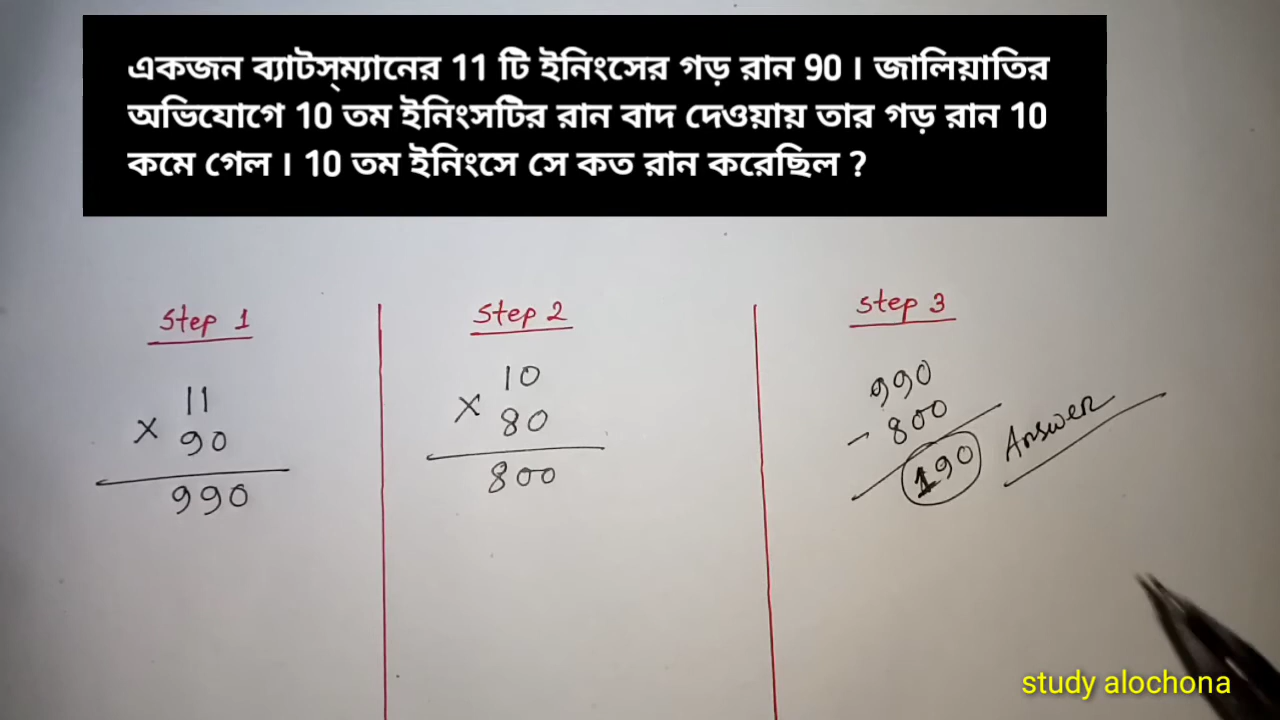 একজন ব্যাটস্‌ম্যানের 11 টি ইনিংসের গড় রান 90 । জালিয়াতির
অভিযোগে 10 তম ইনিংসটির রান বাদ দেওয়ায় তার গড় রান 10
কমে গেল । 10 তম ইনিংসে সে কত রান করেছিল ?
Step 1
11
× 90
990
Step 2
10
× 80
800
Step 3
990
- 800
190 Answer
study alochona